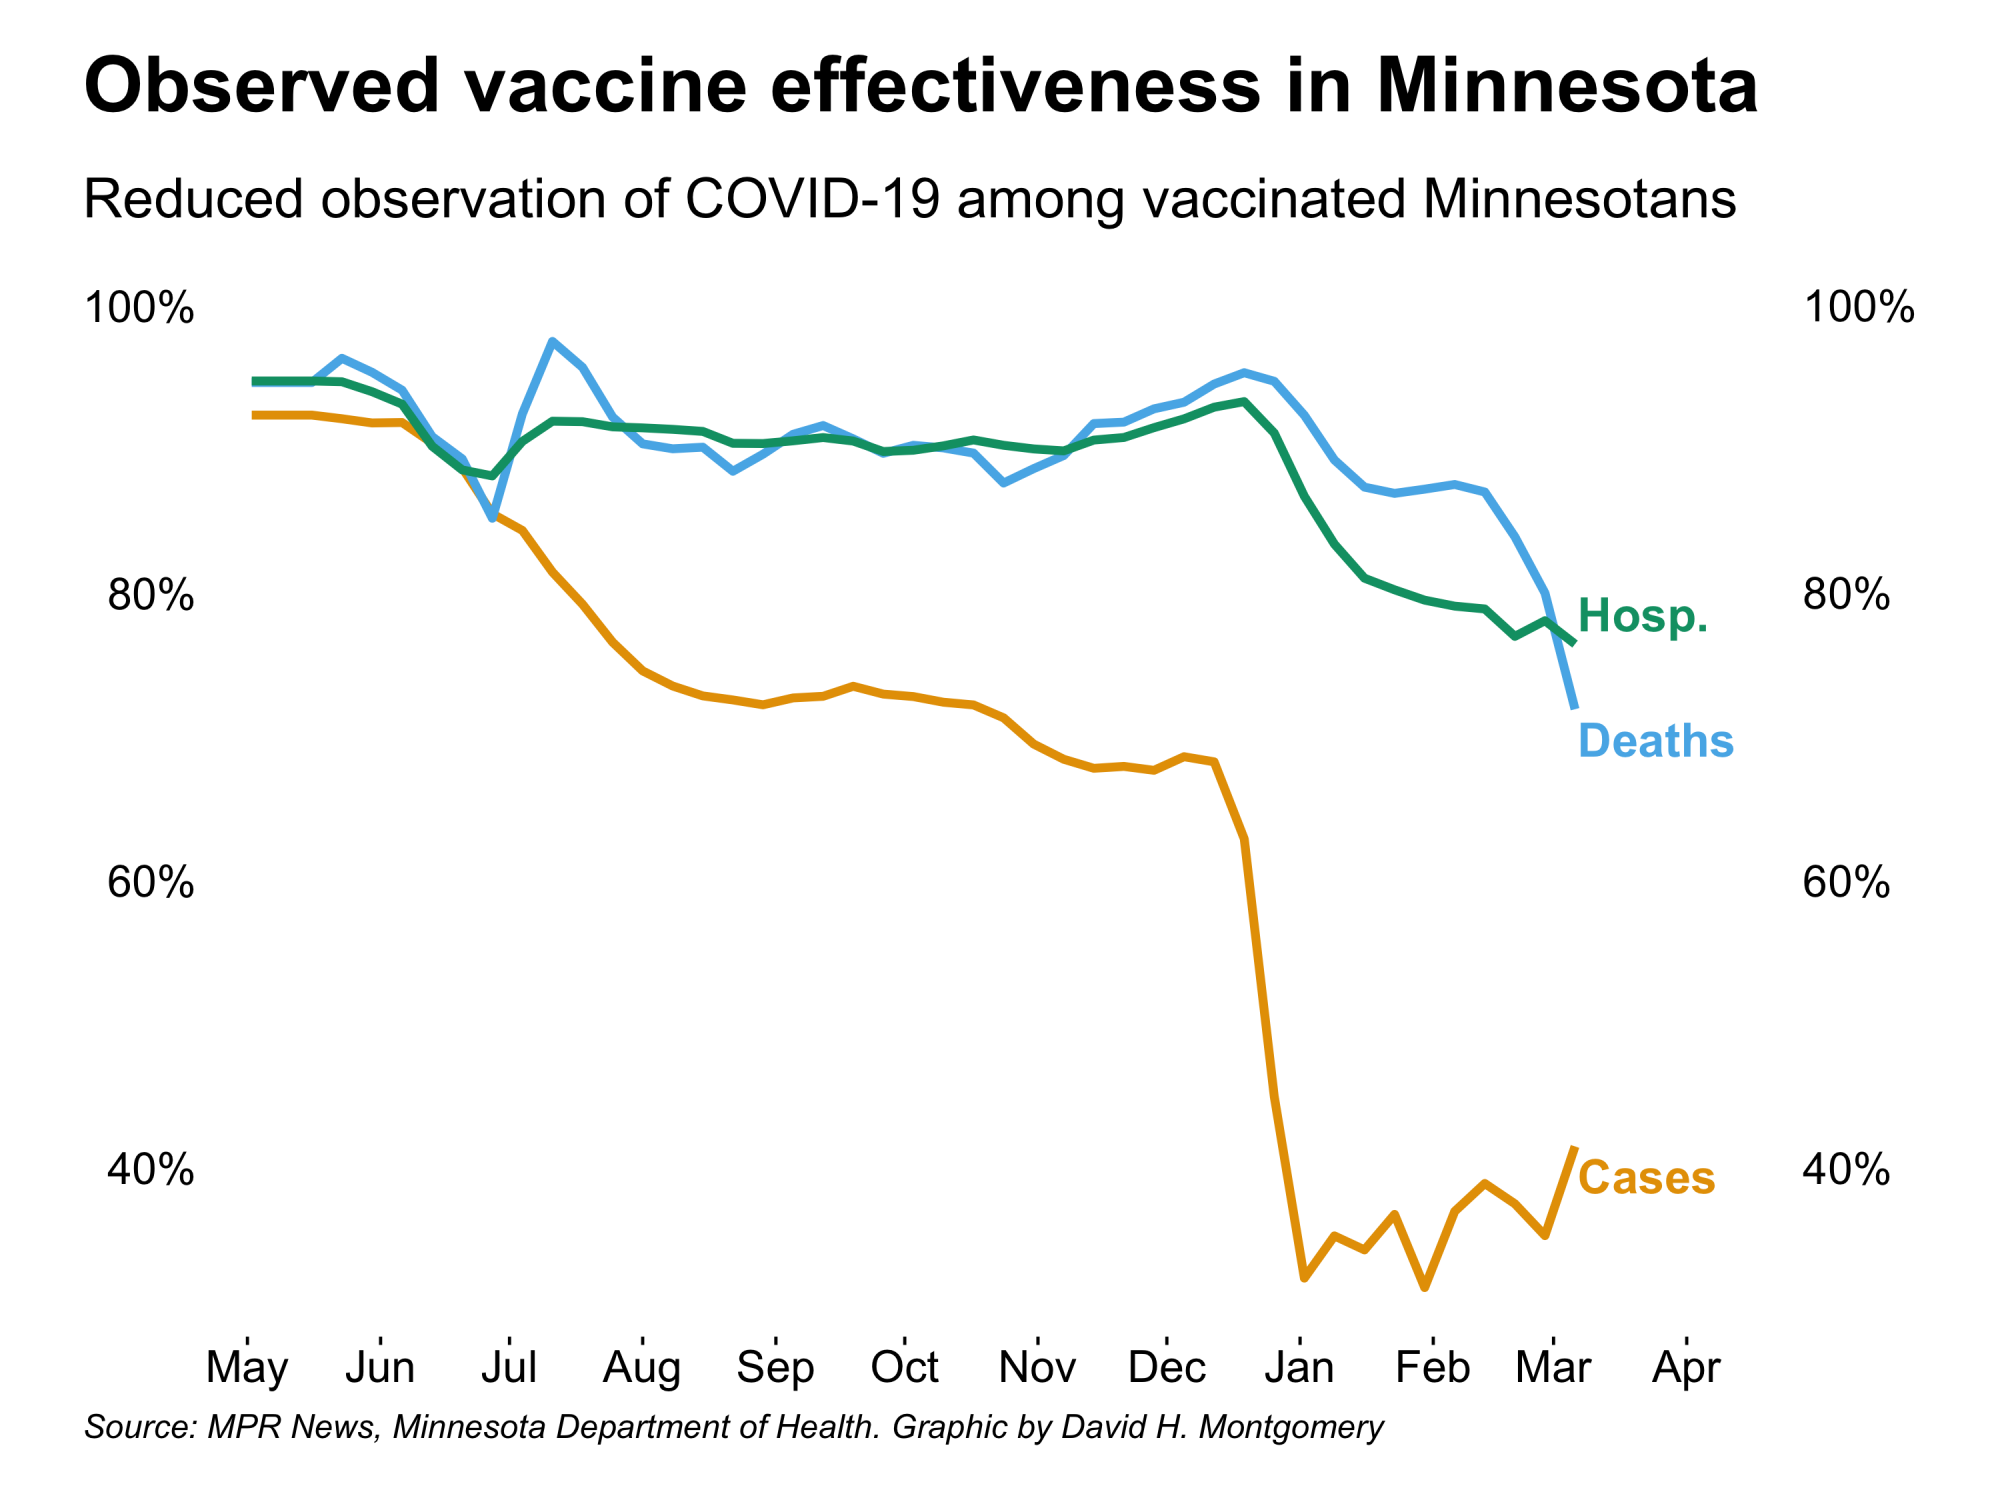 Observed vaccine effectiveness in Minnesota
Reduced observation of COVID-19 among vaccinated Minnesotans
100% 100%
80% 80%
Hosp.
Deaths
60% 60%
40% 40%
Cases
May Jun Jul Aug Sep Oct Nov Dec Jan Feb Mar Apr
Source: MPR News, Minnesota Department of Health. Graphic by David H. Montgomery